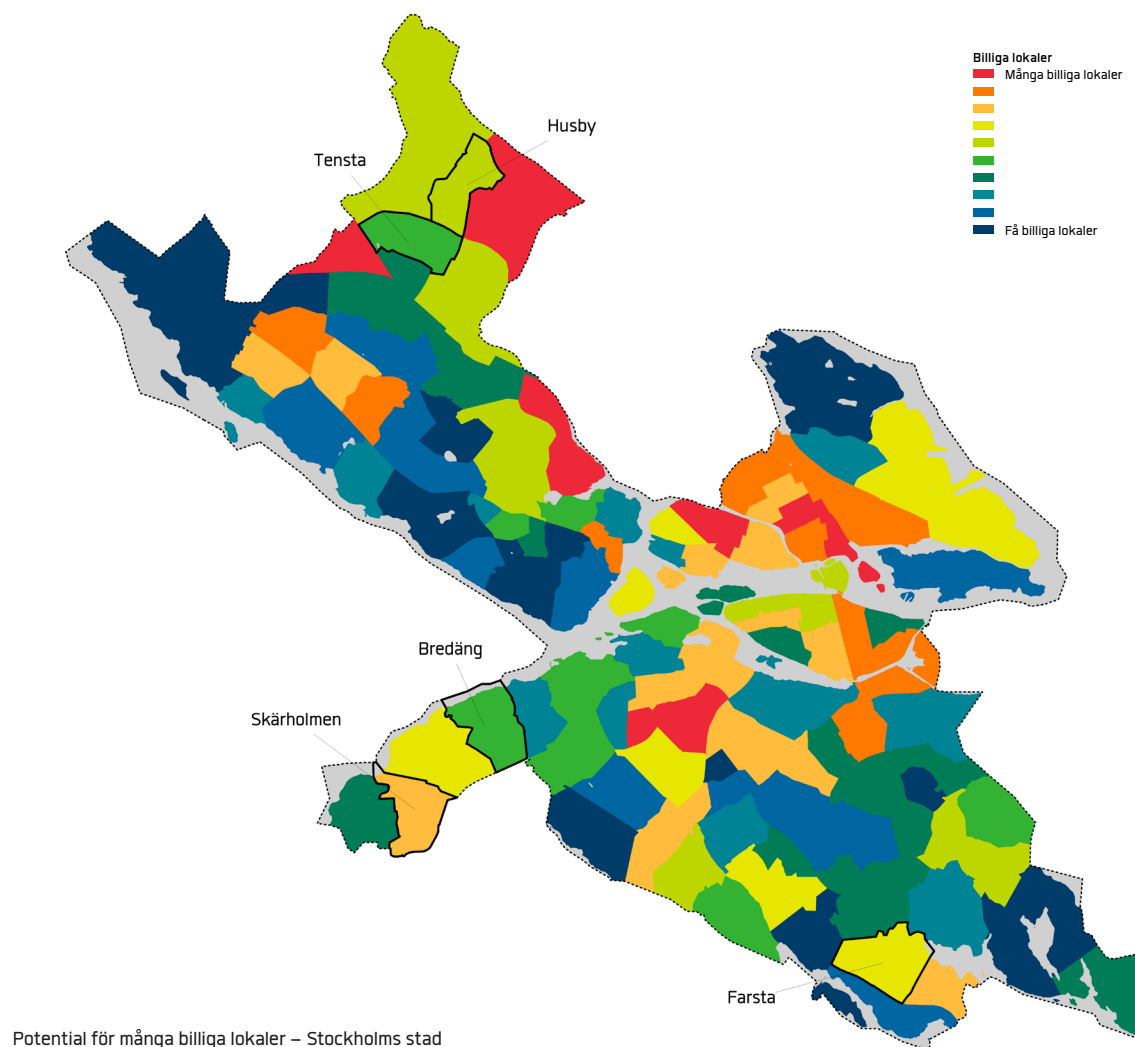 Billiga lokaler
Många billiga lokaler
Få billiga lokaler
Husby
Tensta
Bredäng
Skärholmen
Farsta
Potential för många billiga lokaler – Stockholms stad